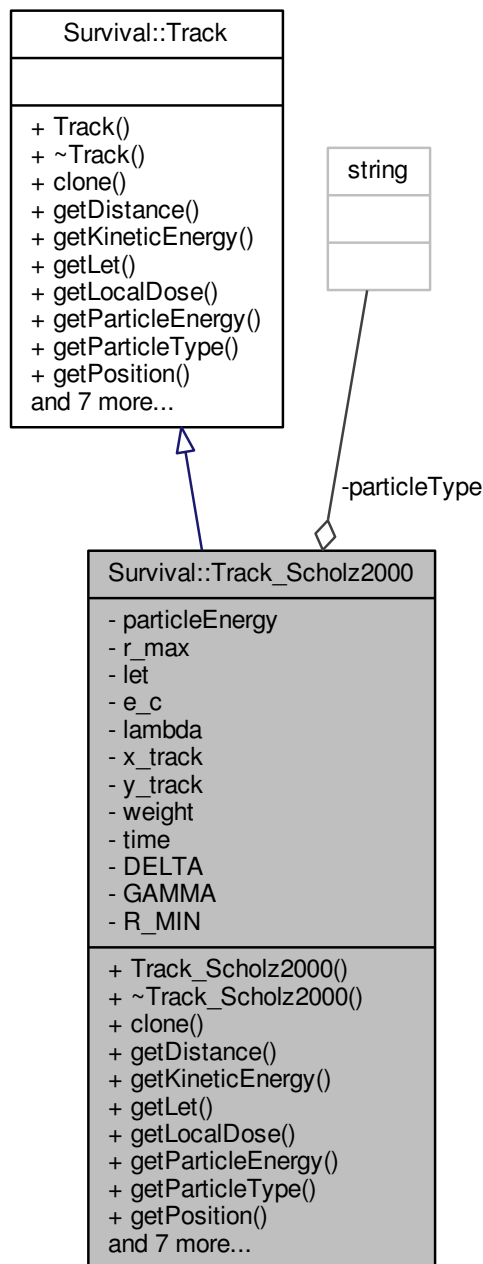 Survival::Track
+ Track()
+ ~Track()
+ clone()
+ getDistance()
+ getKineticEnergy()
+ getLet()
+ getLocalDose()
+ getParticleEnergy()
+ getParticleType()
+ getPosition()
and 7 more...
string
-particleType
Survival::Track_Scholz2000
- particleEnergy
- r_max
- let
- e_c
- lambda
- x_track
- y_track
- weight
- time
- DELTA
- GAMMA
- R_MIN
+ Track_Scholz2000()
+ ~Track_Scholz2000()
+ clone()
+ getDistance()
+ getKineticEnergy()
+ getLet()
+ getLocalDose()
+ getParticleEnergy()
+ getParticleType()
+ getPosition()
and 7 more...